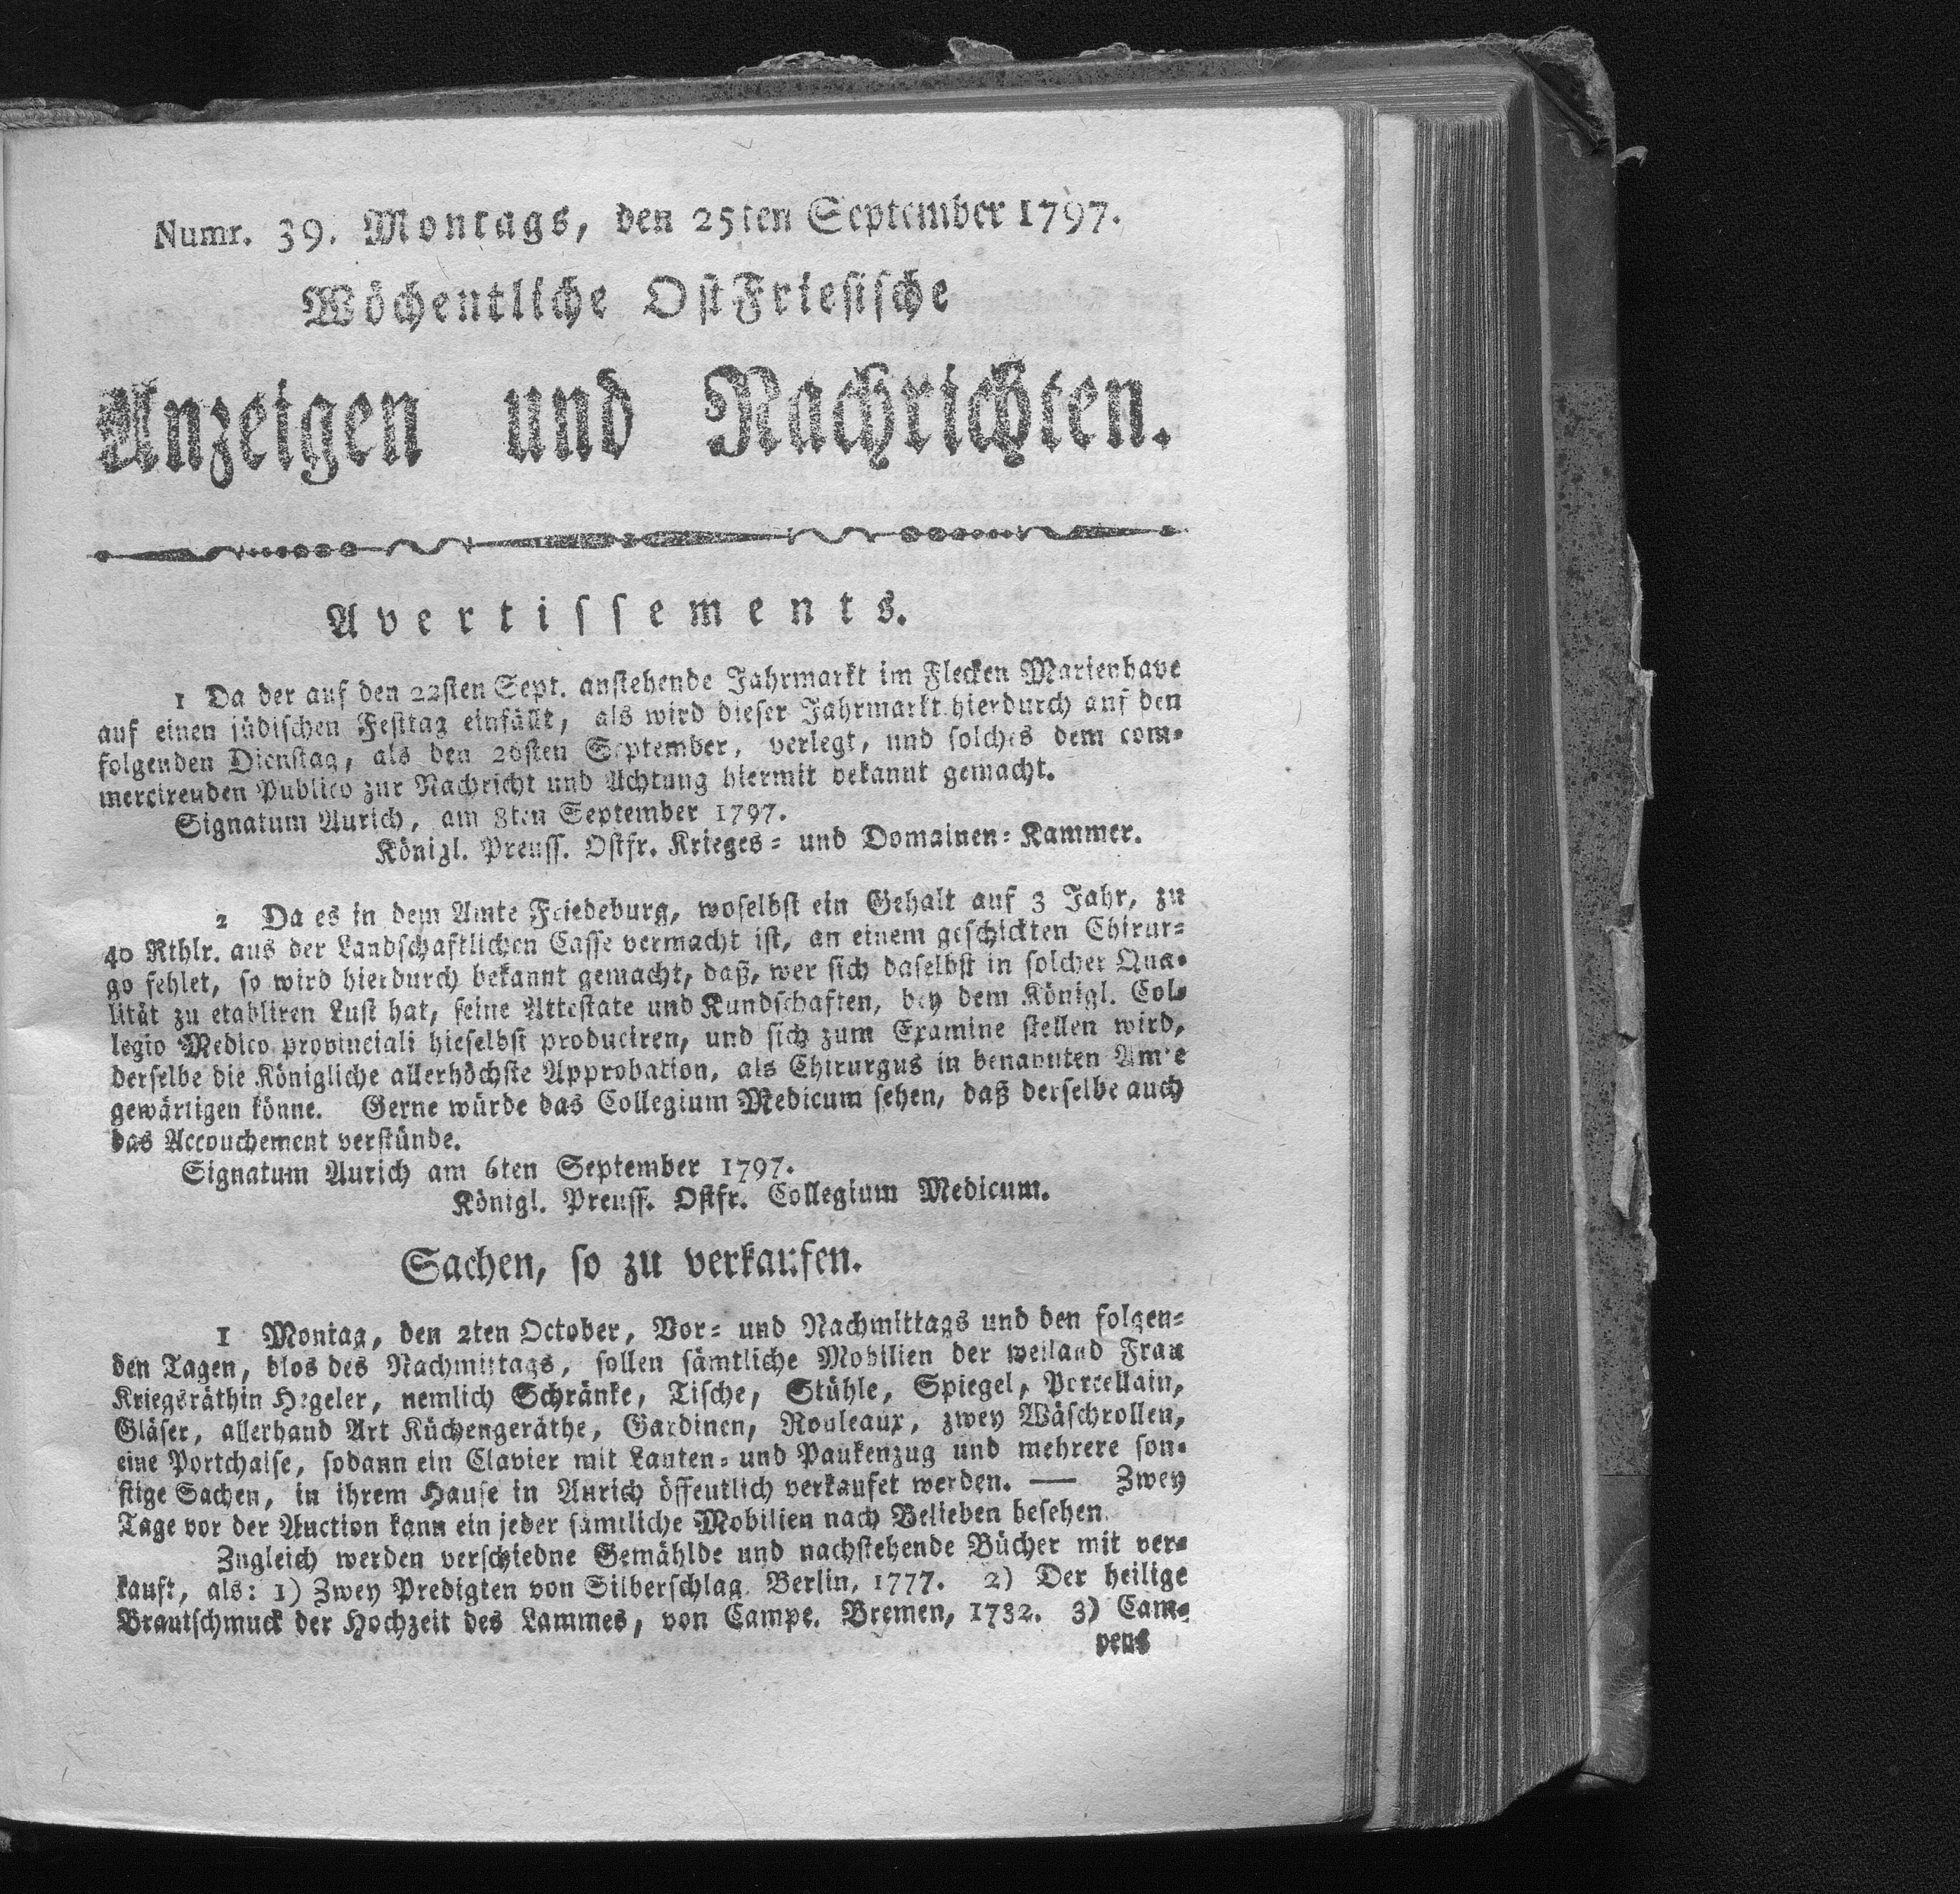 Numr. 39. Montags, den 25ten September 1797.
Wöchentliche OstFriesische
Anzeigen und Nachrichten.
Avertissements.
1 Da der auf den 22sten Sept. anstehende Jahrmarkt im Flecken Marienhave
auf einen jüdischen Festtag einfällt, als wird dieser Jahrmarkt hierdurch auf den
folgenden Dienstag, als den 26sten September, verlegt, und solches dem com-
mercirenden Publico zur Nachricht und Achtung hiermit bekannt gemacht.
Signatum Aurich, am 8ten September 1797.
Königl. Preuss. Ostfr. Krieges- und Domainen-Kammer.
2 Da es in dem Amte Friedeburg, woselbst ein Gehalt auf 3 Jahr, zu
40 Rthlr. aus der Landschaftlichen Casse vermacht ist, an einem geschickten Chirur-
go fehlet, so wird hierdurch bekannt gemacht, daß, wer sich daselbst in solcher Qua-
lität zu etabliren Lust hat, seine Attestate und Kundschaften, bey dem Königl. Col-
legio Medico provinciali hieselbst produciren, und sich zum Examine stellen wird,
derselbe die Königliche allerhöchste Approbation, als Chirurgus in benannten Amte
gewärtigen könne. Gerne würde das Collegium Medicum sehen, daß derselbe auch
das Accouchement verstünde.
Signatum Aurich am 6ten September 1797.
Königl. Preuss. Ostfr. Collegium Medicum.
Sachen, so zu verkaufen.
1 Montag, den 2ten October, Vor- und Nachmittags und den folgen-
den Tagen, blos des Nachmittags, sollen sämtliche Mobilien der weiland Frau
Kriegsräthin Hegeler, nemlich Schränke, Tische, Stühle, Spiegel, Porcellain,
Gläser, allerhand Art Küchengeräthe, Gardinen, Rouleaux, zwey Wäschrollen,
eine Portchaise, sodann ein Clavier mit Lauten- und Paukenzug und mehrere son-
stige Sachen, in ihrem Hause in Aurich öffentlich verkaufet werden. — Zwey
Tage vor der Auction kann ein jeder sämtliche Mobilien nach Belieben besehen.
Zugleich werden verschiedne Gemählde und nachstehende Bücher mit ver-
kauft, als: 1) Zwey Predigten von Silberschlag. Berlin, 1777. 2) Der heilige
Brautschmuck der Hochzeit des Lammes, von Campe. Bremen, 1732. 3) Cam-
pens